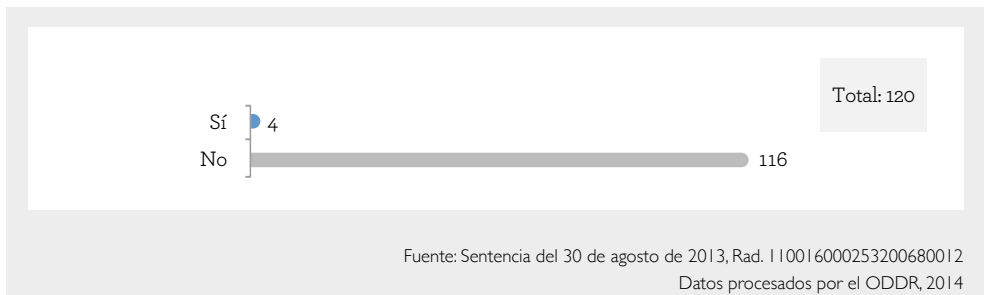 Total: 120
Sí 4
No 116
Fuente: Sentencia del 30 de agosto de 2013, Rad. 110016000253200680012
Datos procesados por el ODDR, 2014